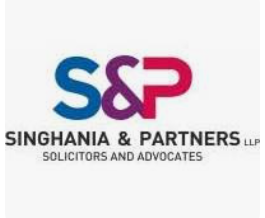 S&P
SINGHANIA & PARTNERS LLP
SOLICITORS AND ADVOCATES